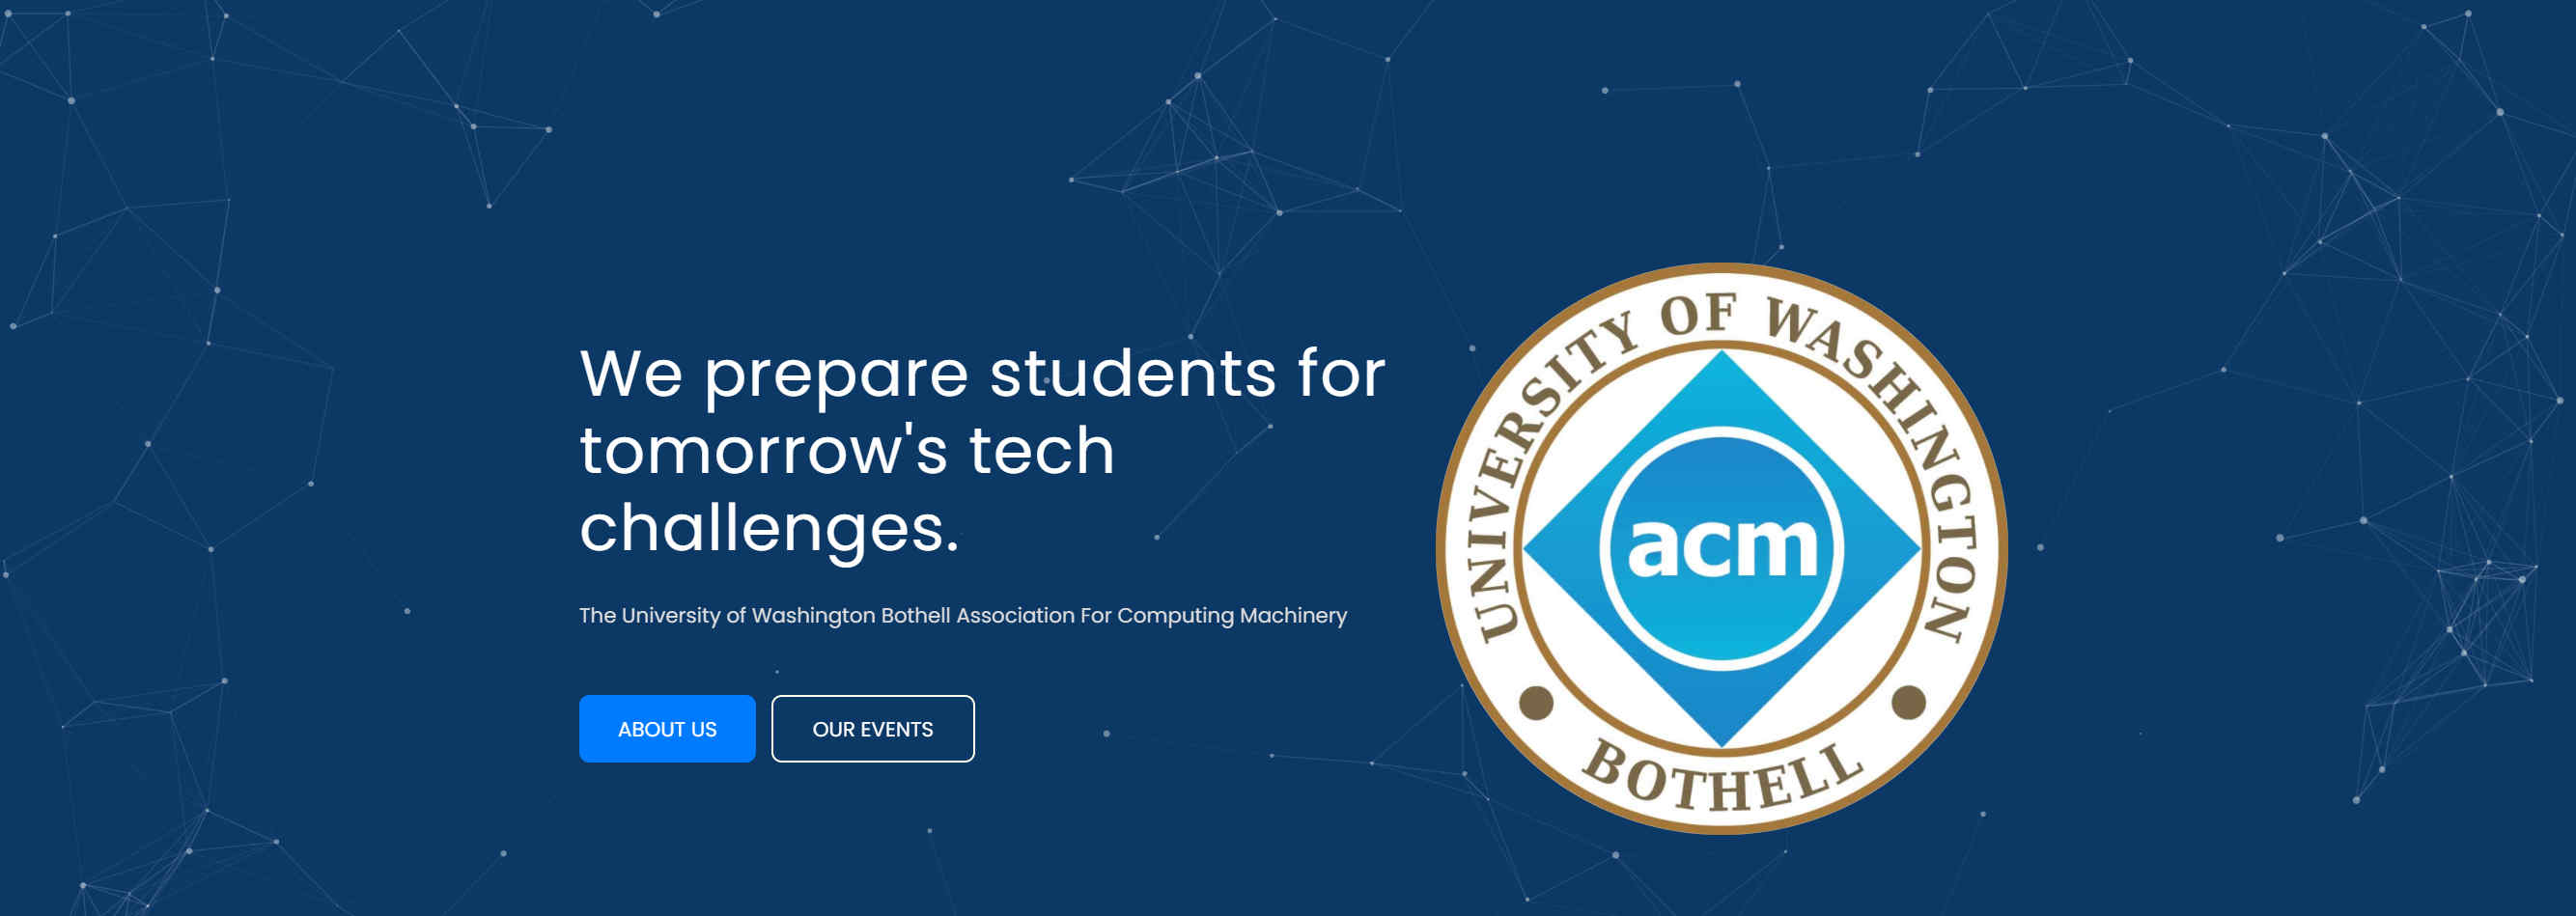 We prepare students for
tomorrow's tech
challenges.
The University of Washington Bothell Association For Computing Machinery
ABOUT US
OUR EVENTS
UNIVERSITY OF WASHINGTON
acm
BOTHELL